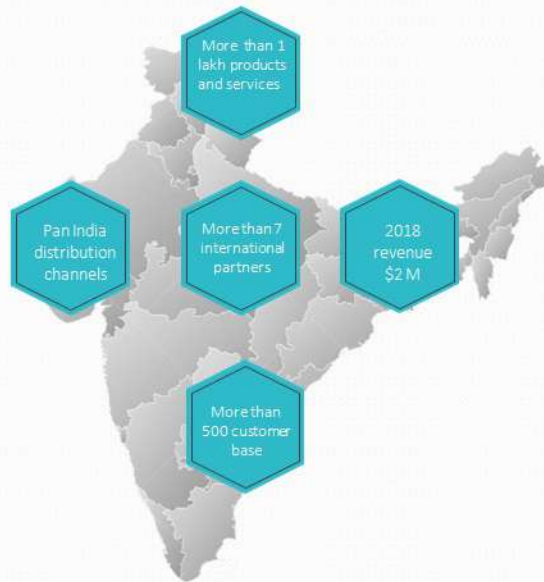 More than 1
lakh products
and services
Pan India
distribution
channels
More than 7
international
partners
2018
revenue
$2 M
More than
500 customer
base